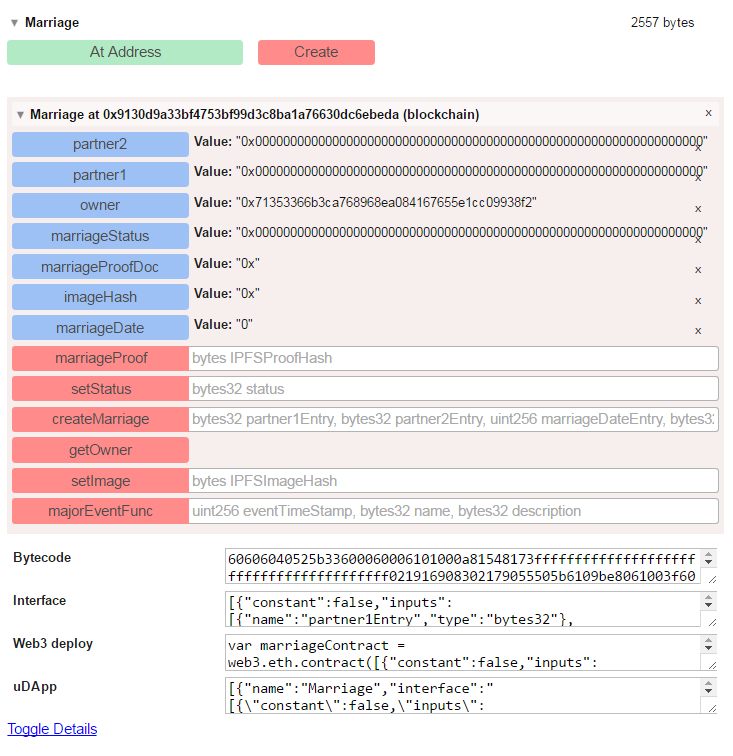 ▼ Marriage 2557 bytes
At Address Create
▼ Marriage at 0x9130d9a33bf4753bf99d3c8ba1a76630dc6ebeda (blockchain) x
partner2 Value: "0x0000000000000000000000000000000000000000000000000000000000000000" x
partner1 Value: "0x0000000000000000000000000000000000000000000000000000000000000000" x
owner Value: "0x71353366b3ca768968ea084167655e1cc09938f2" x
marriageStatus Value: "0x0000000000000000000000000000000000000000000000000000000000000000" x
marriageProofDoc Value: "0x" x
imageHash Value: "0x" x
marriageDate Value: "0" x
marriageProof bytes IPFSProofHash
setStatus bytes32 status
createMarriage bytes32 partner1Entry, bytes32 partner2Entry, uint256 marriageDateEntry, bytes32
getOwner
setImage bytes IPFSImageHash
majorEventFunc uint256 eventTimeStamp, bytes32 name, bytes32 description
Bytecode 60606040525b33600060006101000a81548173ffffffffffffffffffff
ffffffffffffffffffff021916908302179055505b6109be8061003f60
Interface [{"constant":false,"inputs":
[{"name":"partner1Entry","type":"bytes32"},
Web3 deploy var marriageContract =
web3.eth.contract([{"constant":false,"inputs":
uDApp [{"name":"Marriage","interface":"
[{\"constant\":false,\"inputs\":
Toggle Details